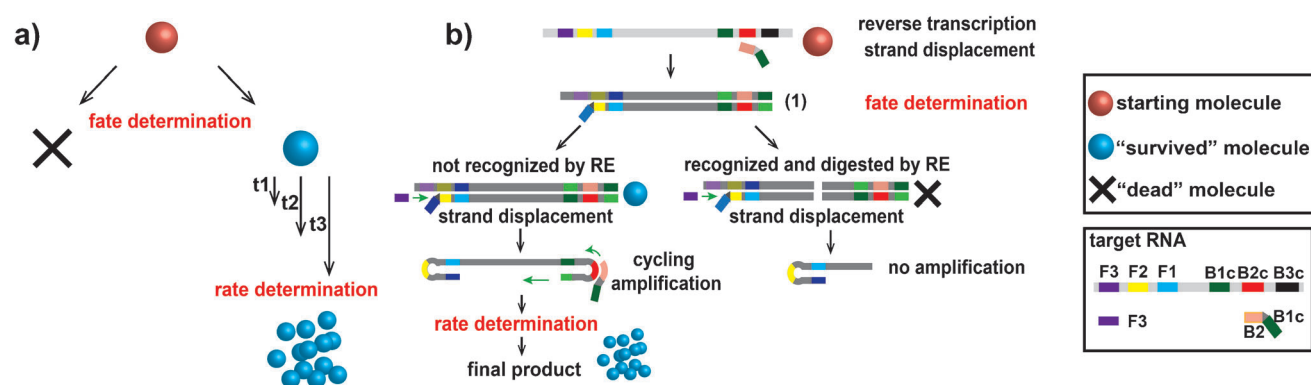 a)
fate determination
t1
t2
t3
rate determination
b)
reverse transcription
strand displacement
(1)
fate determination
not recognized by RE
recognized and digested by RE
strand displacement
strand displacement
cycling
amplification
no amplification
rate determination
final product
starting molecule
“survived” molecule
“dead” molecule
target RNA
F3 F2 F1 B1c B2c B3c
F3
B1c
B2